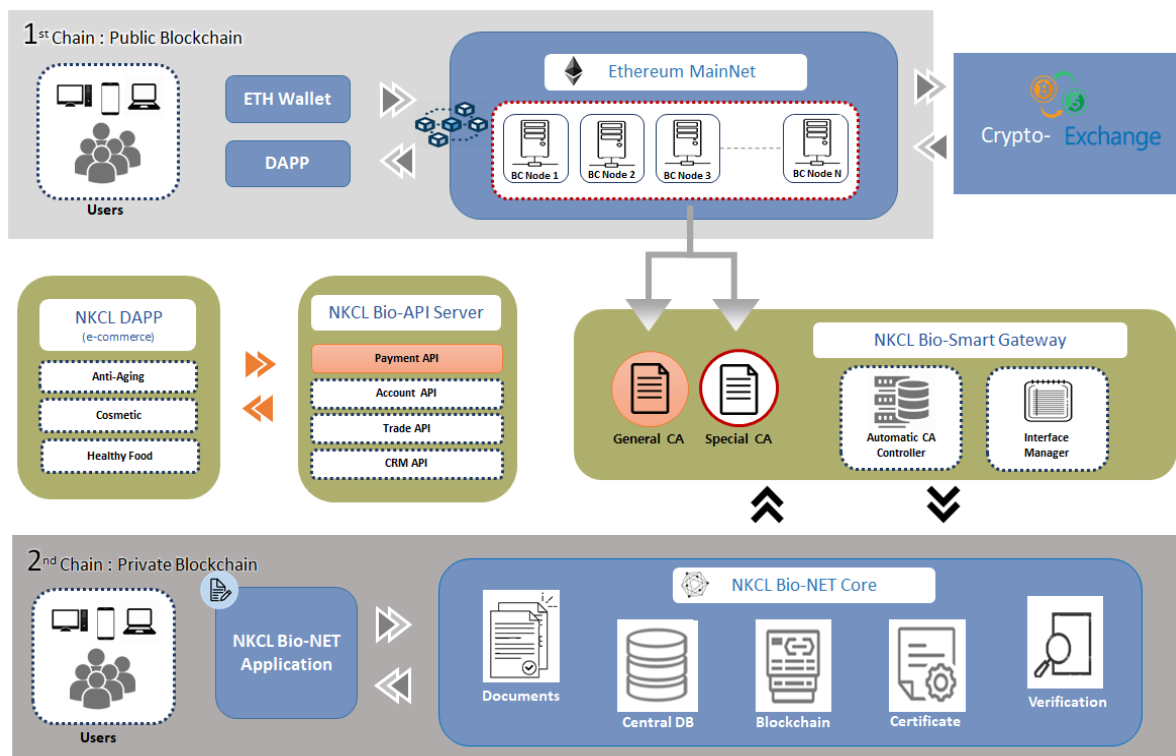 1st Chain : Public Blockchain
Users
ETH Wallet
DAPP
Ethereum MainNet
BC Node 1
BC Node 2
BC Node 3
BC Node N
Crypto- Exchange
NKCL DAPP
(e-commerce)
Anti-Aging
Cosmetic
Healthy Food
NKCL Bio-API Server
Payment API
Account API
Trade API
CRM API
General CA
Special CA
NKCL Bio-Smart Gateway
Automatic CA
Controller
Interface
Manager
2nd Chain : Private Blockchain
Users
NKCL Bio-NET
Application
NKCL Bio-NET Core
Documents
Central DB
Blockchain
Certificate
Verification